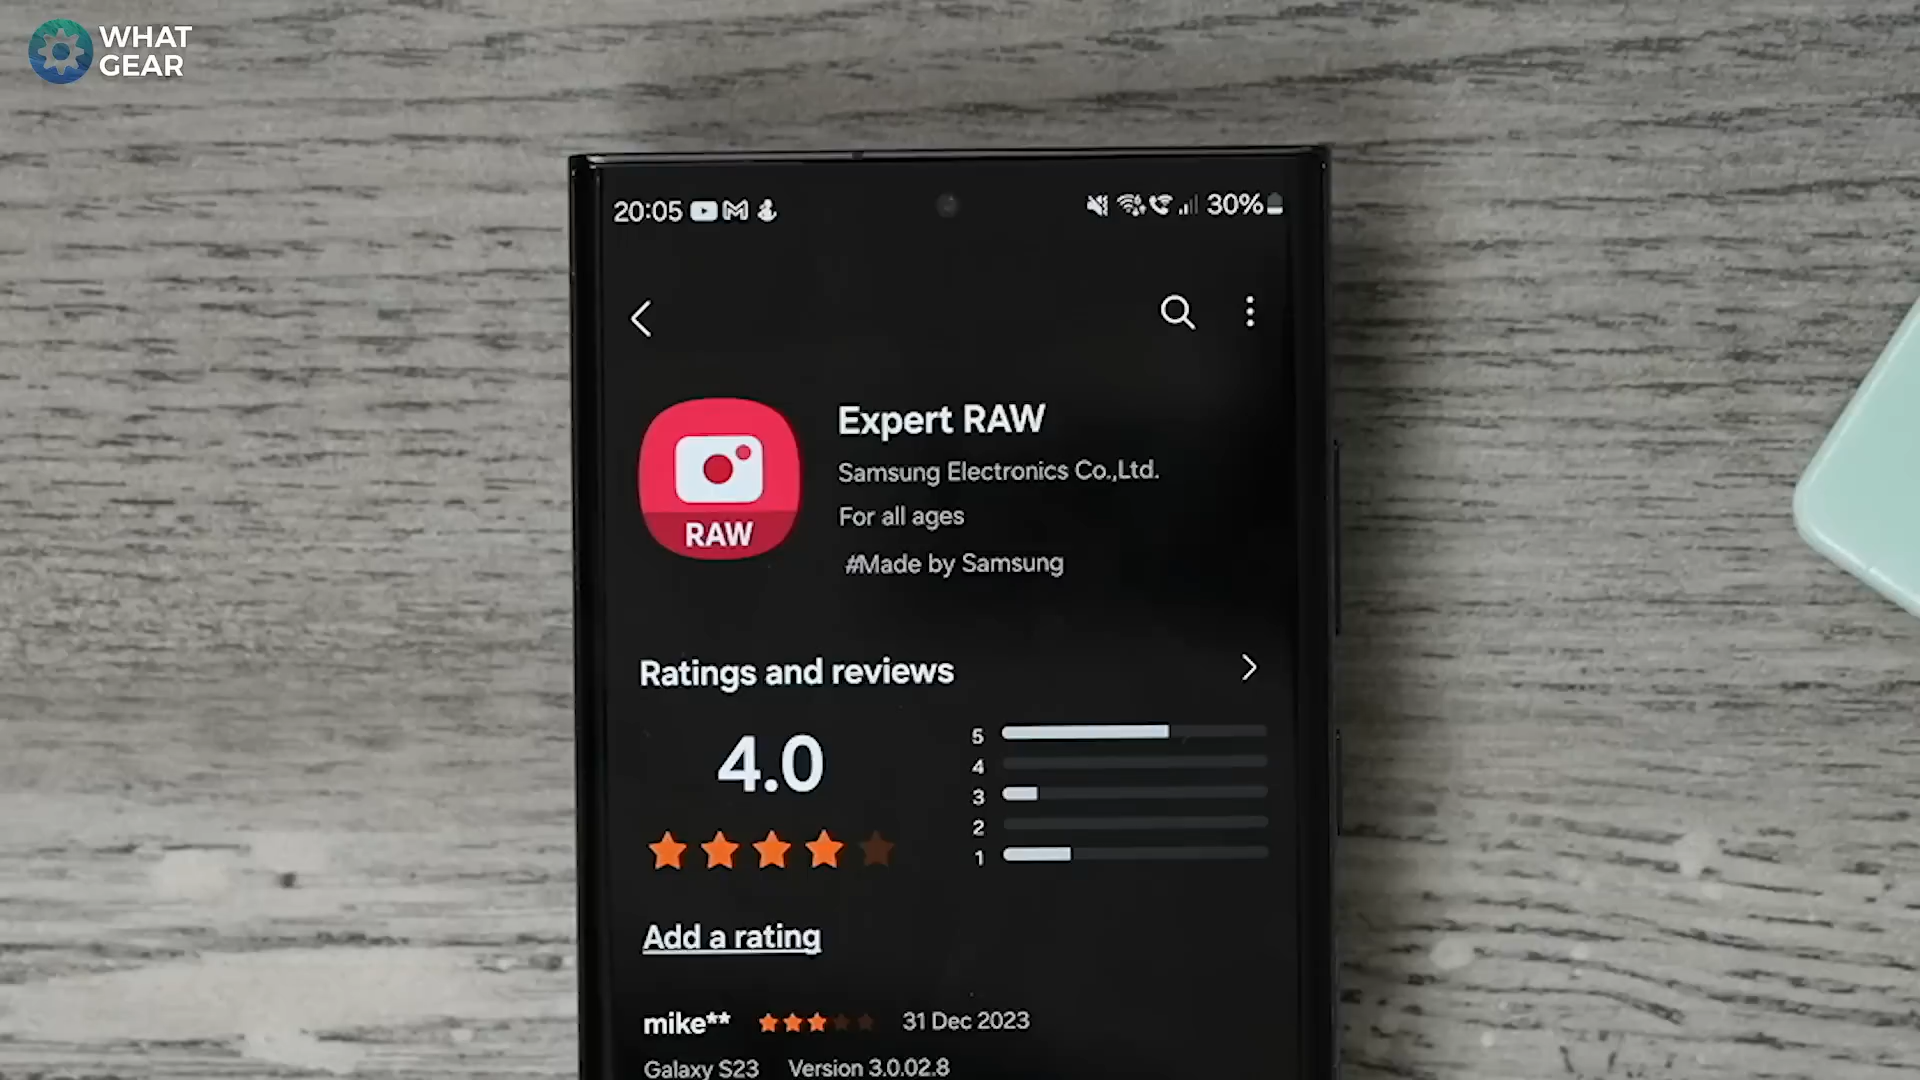 WHAT
GEAR
20:05
30%
Expert RAW
Samsung Electronics Co.,Ltd.
For all ages
#Made by Samsung
RAW
Ratings and reviews
4.0
5
4
3
2
1
Add a rating
mike** 31 Dec 2023
Galaxy S23 Version 3.0.02.8